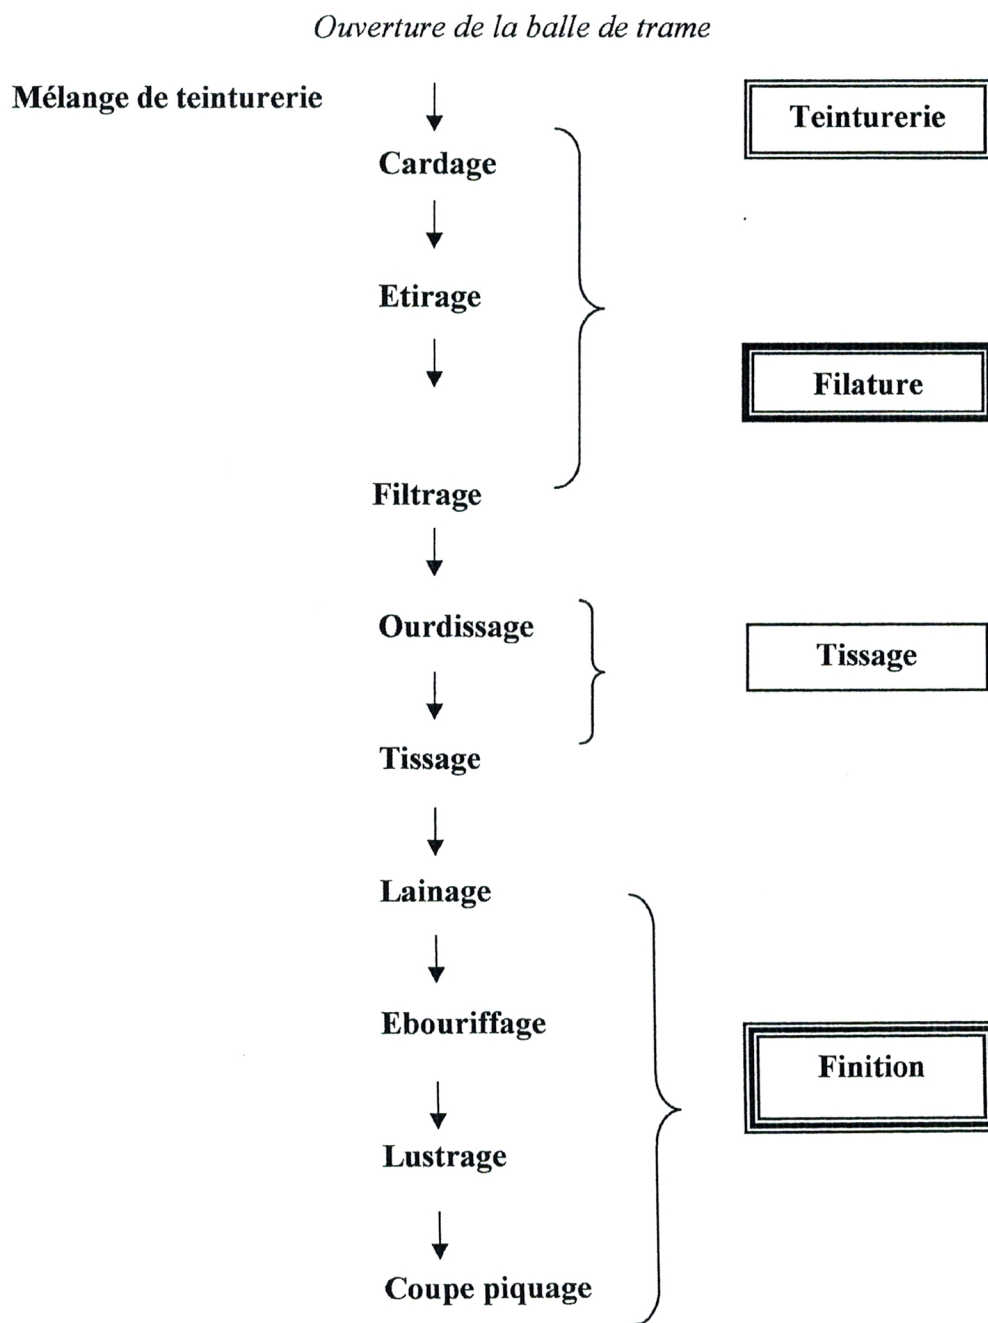 Ouverture de la balle de trame
Mélange de teinturerie
Teinturerie
Cardage
Etirage
Filature
Filtrage
Ourdissage
Tissage
Tissage
Lainage
Ebouriffage
Finition
Lustrage
Coupe piquage